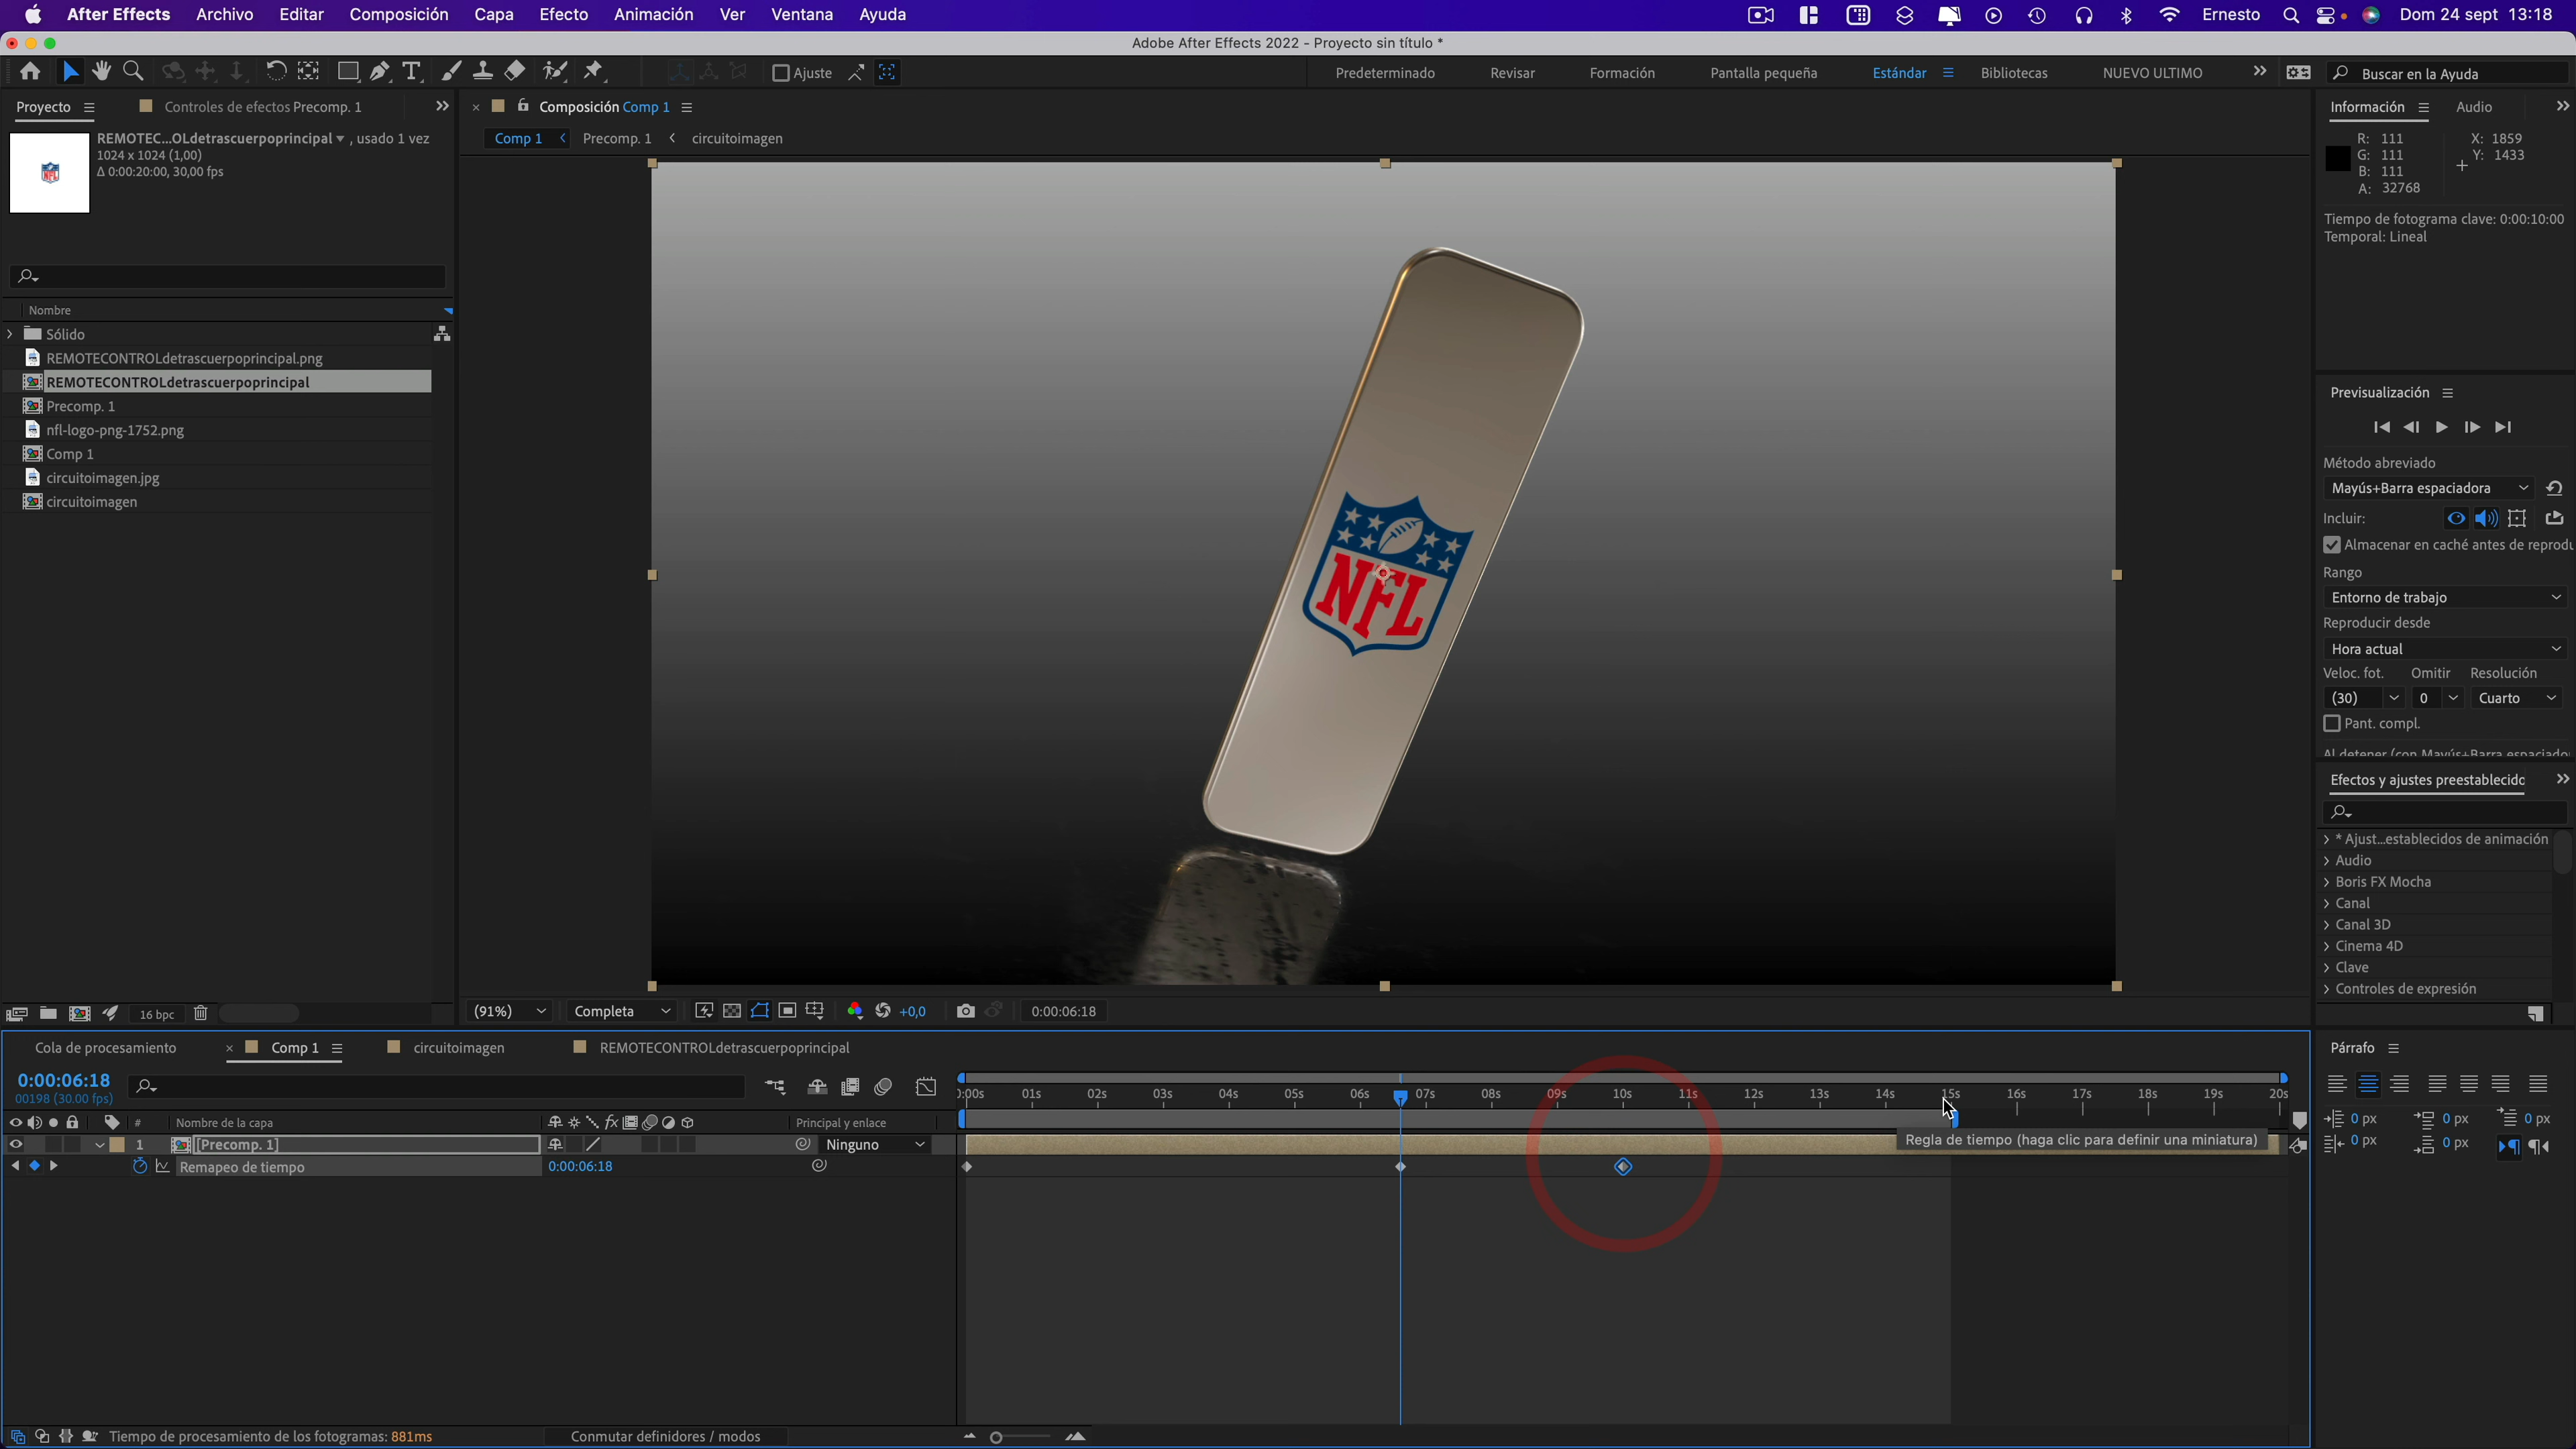 After Effects Archivo Editar Composición Capa Efecto Animación Ver Ventana Ayuda Ernesto Dom 24 sept 13:18
Adobe After Effects 2022 - Proyecto sin título *
Ajuste Predeterminado Revisar Formación Pantalla pequeña Estándar Bibliotecas NUEVO ULTIMO Buscar en la Ayuda
Proyecto Controles de efectos Precomp. 1
REMOTEC...OLdetrascuerpoprincipal , usado 1 vez
1024 x 1024 (1,00)
Δ 0:00:20:00, 30,00 fps
Nombre
Sólido
REMOTECONTROLdetrascuerpoprincipal.png
REMOTECONTROLdetrascuerpoprincipal
Precomp. 1
nfl-logo-png-1752.png
Comp 1
circuitoimagen.jpg
circuitoimagen
16 bpc
Composición Comp 1
Comp 1 Precomp. 1 circuitoimagen
NFL
(91%) Completa +0,0 0:00:06:18
Información Audio
R: 111 X: 1859
G: 111 Y: 1433
B: 111
A: 32768
Tiempo de fotograma clave: 0:00:10:00
Temporal: Lineal
Previsualización
Método abreviado
Mayús+Barra espaciadora
Incluir:
Almacenar en caché antes de reprodu
Rango
Entorno de trabajo
Reproducir desde
Hora actual
Veloc. fot. Omitir Resolución
(30) 0 Cuarto
Pant. compl.
Al detener (con Mayús+Barra espaciado
Efectos y ajustes preestablecidc
* Ajust...establecidos de animación
Audio
Boris FX Mocha
Canal
Canal 3D
Cinema 4D
Clave
Controles de expresión
Párrafo
0 px 0 px 0 px
0 px 0 px
Cola de procesamiento Comp 1 circuitoimagen REMOTECONTROLdetrascuerpoprincipal
0:00:06:18
00198 (30.00 fps)
):00s 01s 02s 03s 04s 05s 06s 07s 08s 09s 10s 11s 12s 13s 14s 15s 16s 17s 18s 19s 20s
# Nombre de la capa fx Principal y enlace
1 [Precomp. 1] Ninguno
Regla de tiempo (haga clic para definir una miniatura)
Remapeo de tiempo 0:00:06:18
Tiempo de procesamiento de los fotogramas: 881ms Conmutar definidores / modos